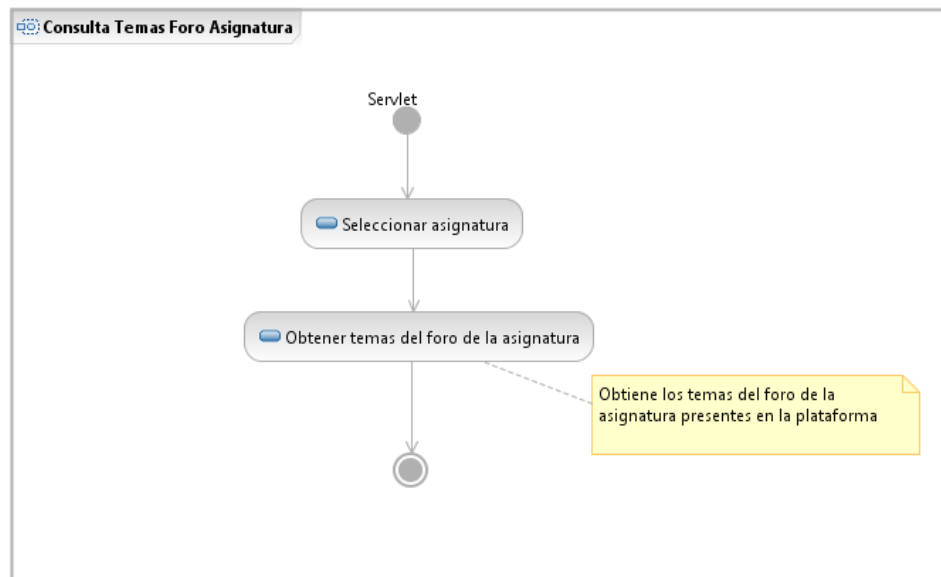 Consulta Temas Foro Asignatura
Servlet
Seleccionar asignatura
Obtener temas del foro de la asignatura
Obtiene los temas del foro de la
asignatura presentes en la plataforma